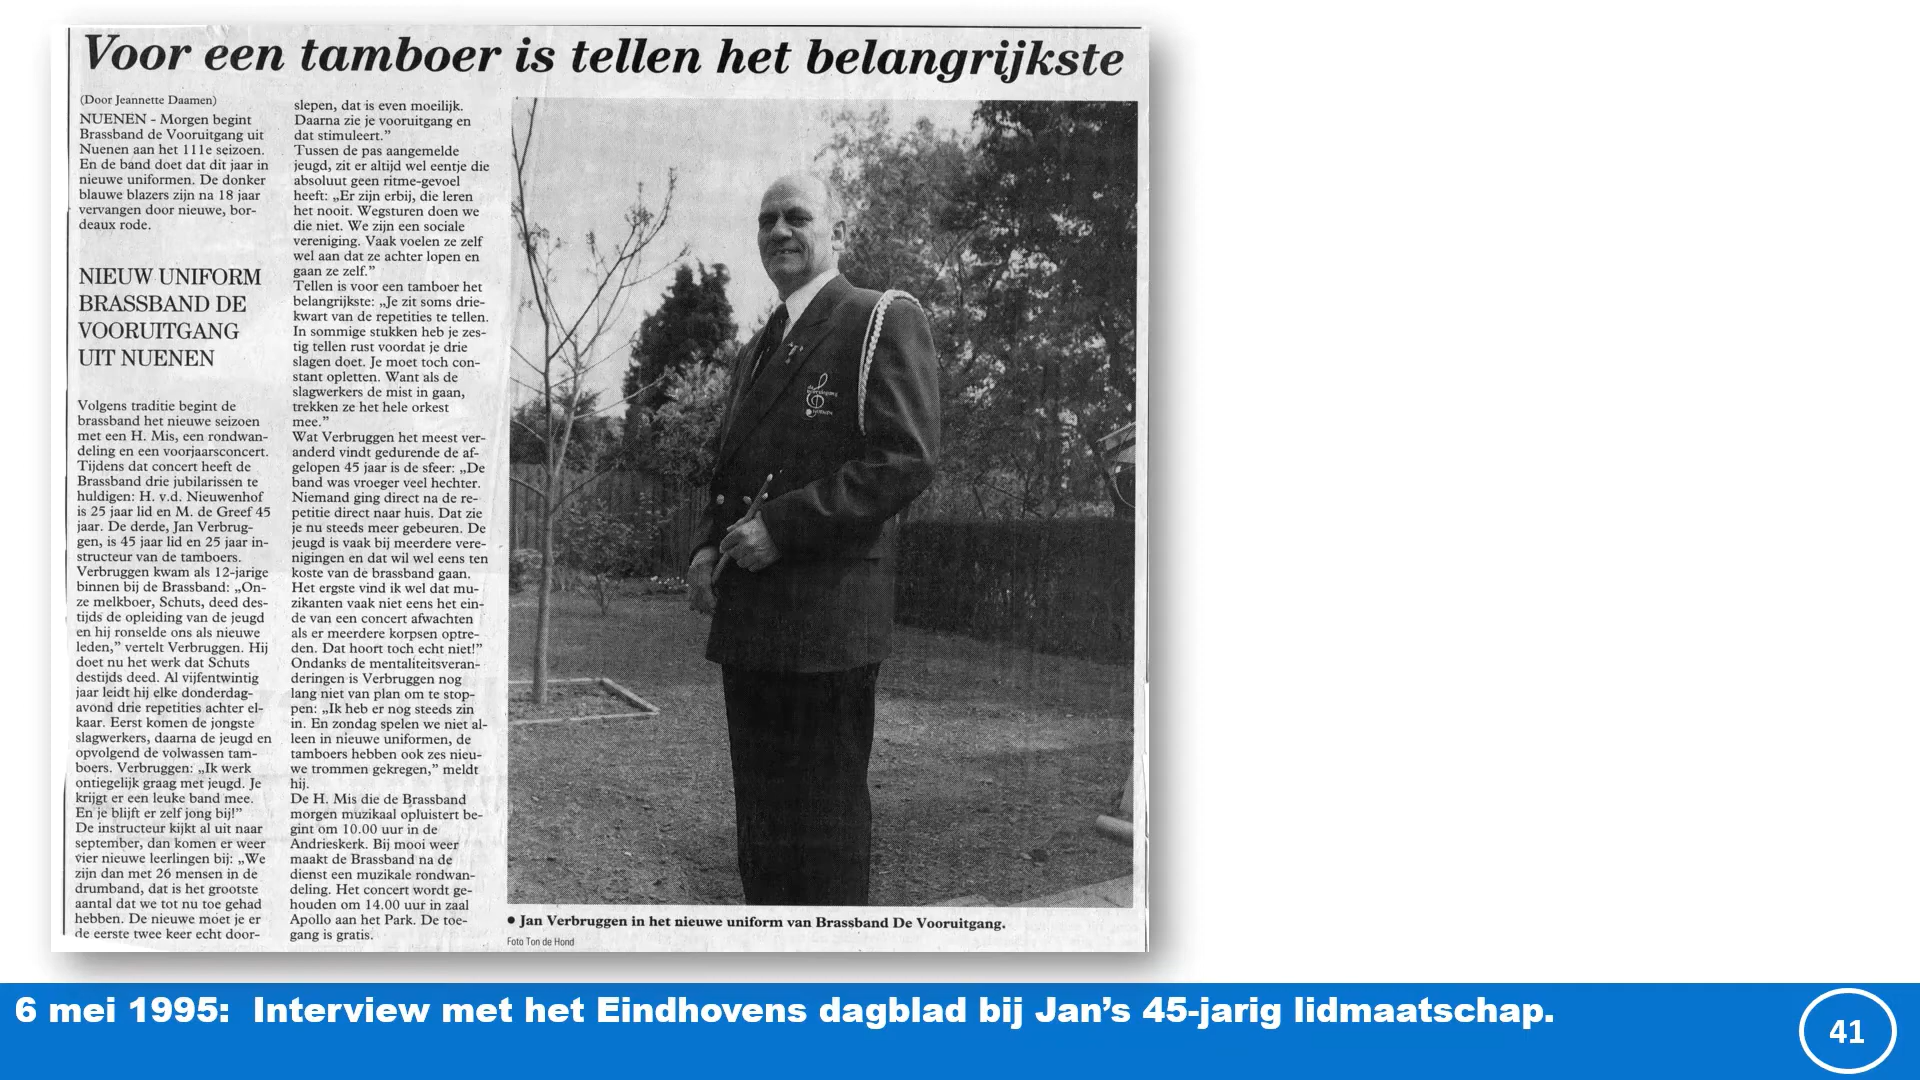 Voor een tamboer is tellen het belangrijkste
(Door Jeannette Daamen)
NUENEN - Morgen begint
Brassband de Vooruitgang uit
Nuenen aan het 111e seizoen.
En de band doet dat dit jaar in
nieuwe uniformen. De donker
blauwe blazers zijn na 18 jaar
vervangen door nieuwe, bor-
deaux rode.
NIEUW UNIFORM
BRASSBAND DE
VOORUITGANG
UIT NUENEN
Volgens traditie begint de
brassband het nieuwe seizoen
met een H. Mis, een rondwan-
deling en een voorjaarsconcert.
Tijdens dat concert heeft de
Brassband drie jubilarissen te
huldigen: H. v.d. Nieuwenhof
is 25 jaar lid en M. de Greef 45
jaar. De derde, Jan Verbrug-
gen, is 45 jaar lid en 25 jaar in-
structeur van de tamboers.
Verbruggen kwam als 12-jarige
binnen bij de Brassband: „On-
ze melkboer, Schuts, deed des-
tijds de opleiding van de jeugd
en hij ronselde ons als nieuwe
leden,” vertelt Verbruggen. Hij
doet nu het werk dat Schuts
destijds deed. Al vijfentwintig
jaar leidt hij elke donderdag-
avond drie repetities achter el-
kaar. Eerst komen de jongste
slagwerkers, daarna de jeugd en
opvolgend de volwassen tam-
boers. Verbruggen: „Ik werk
ontiegelijk graag met jeugd. Je
krijgt er een leuke band mee.
En je blijft er zelf jong bij!”
De instructeur kijkt al uit naar
september, dan komen er weer
vier nieuwe leerlingen bij: „We
zijn dan met 26 mensen in de
drumband, dat is het grootste
aantal dat we tot nu toe gehad
hebben. De nieuwe moet je er
de eerste twee keer echt door-
slepen, dat is even moeilijk.
Daarna zie je vooruitgang en
dat stimuleert.”
Tussen de pas aangemelde
jeugd, zit er altijd wel eentje die
absoluut geen ritme-gevoel
heeft: „Er zijn erbij, die leren
het nooit. Wegsturen doen we
die niet. We zijn een sociale
vereniging. Vaak voelen ze zelf
wel aan dat ze achter lopen en
gaan ze zelf.”
Tellen is voor een tamboer het
belangrijkste: „Je zit soms drie-
kwart van de repetities te tellen.
In sommige stukken heb je zes-
tig tellen rust voordat je drie
slagen doet. Je moet toch con-
stant opletten. Want als de
slagwerkers de mist in gaan,
trekken ze het hele orkest
mee.”
Wat Verbruggen het meest ver-
anderd vindt gedurende de af-
gelopen 45 jaar is de sfeer: „De
band was vroeger veel hechter.
Niemand ging direct na de re-
petitie direct naar huis. Dat zie
je nu steeds meer gebeuren. De
jeugd is vaak bij meerdere vere-
nigingen en dat wil wel eens ten
koste van de brassband gaan.
Het ergste vind ik wel dat mu-
zikanten vaak niet eens het ein-
de van een concert afwachten
als er meerdere korpsen optre-
den. Dat hoort toch echt niet!”
Ondanks de mentaliteitsveran-
deringen is Verbruggen nog
lang niet van plan om te stop-
pen: „Ik heb er nog steeds zin
in. En zondag spelen we niet al-
leen in nieuwe uniformen, de
tamboers hebben ook zes nieu-
we trommen gekregen,” meldt
hij.
De H. Mis die de Brassband
morgen muzikaal opluistert be-
gint om 10.00 uur in de
Andrieskerk. Bij mooi weer
maakt de Brassband na de
dienst een muzikale rondwan-
deling. Het concert wordt ge-
houden om 14.00 uur in zaal
Apollo aan het Park. De toe-
gang is gratis.
• Jan Verbruggen in het nieuwe uniform van Brassband De Vooruitgang.
Foto Ton de Hond
6 mei 1995: Interview met het Eindhovens dagblad bij Jan’s 45-jarig lidmaatschap.
41